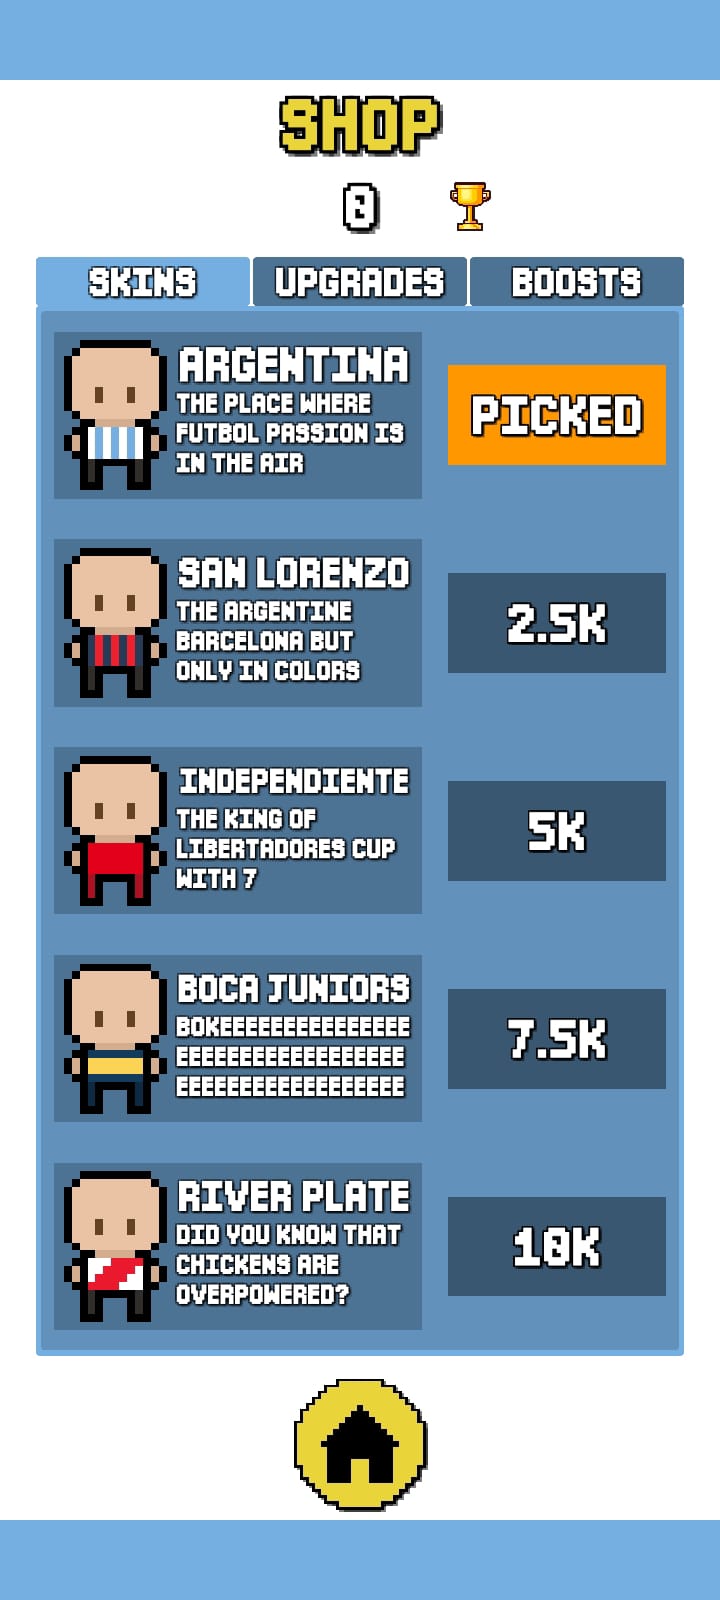 SHOP
0
SKINS
UPGRADES
BOOSTS
ARGENTINA
THE PLACE WHERE
FUTBOL PASSION IS
IN THE AIR
PICKED
SAN LORENZO
THE ARGENTINE
BARCELONA BUT
ONLY IN COLORS
2.5K
INDEPENDIENTE
THE KING OF
LIBERTADORES CUP
WITH 7
5K
BOCA JUNIORS
BOKEEEEEEEEEEEEEEE
EEEEEEEEEEEEEEEEEE
EEEEEEEEEEEEEEEEEE
7.5K
RIVER PLATE
DID YOU KNOW THAT
CHICKENS ARE
OVERPOWERED?
10K